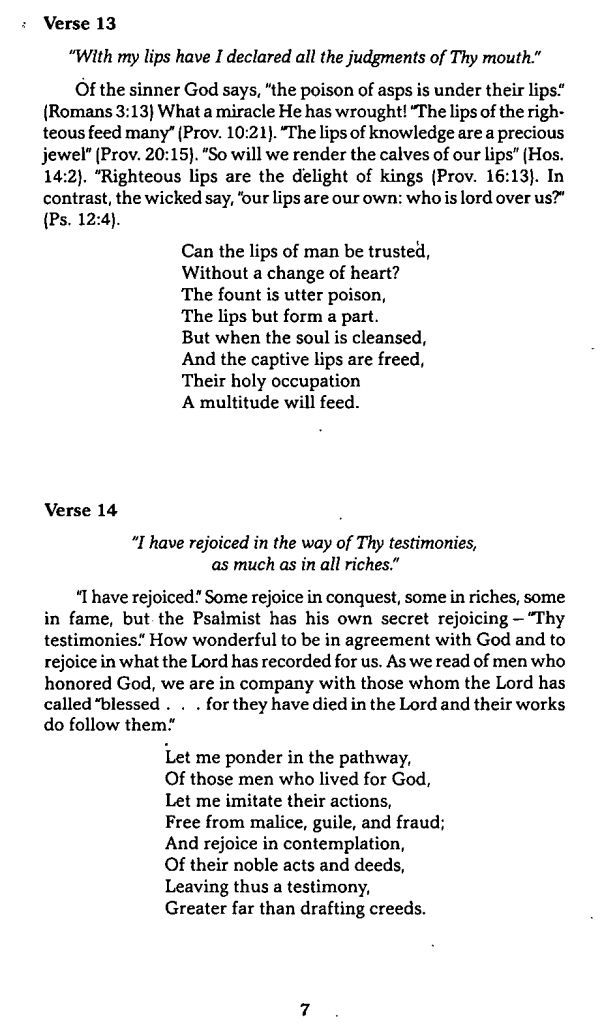 Verse 13
"With my lips have I declared all the judgments of Thy mouth."
Of the sinner God says, "the poison of asps is under their lips."
(Romans 3:13) What a miracle He has wrought! "The lips of the righ-
teous feed many" (Prov. 10:21). "The lips of knowledge are a precious
jewel" (Prov. 20:15). "So will we render the calves of our lips" (Hos.
14:2). "Righteous lips are the delight of kings (Prov. 16:13). In
contrast, the wicked say, "our lips are our own: who is lord over us?"
(Ps. 12:4).
Can the lips of man be trusted,
Without a change of heart?
The fount is utter poison,
The lips but form a part.
But when the soul is cleansed,
And the captive lips are freed,
Their holy occupation
A multitude will feed.
Verse 14
"I have rejoiced in the way of Thy testimonies,
as much as in all riches."
"I have rejoiced." Some rejoice in conquest, some in riches, some
in fame, but the Psalmist has his own secret rejoicing – "Thy
testimonies." How wonderful to be in agreement with God and to
rejoice in what the Lord has recorded for us. As we read of men who
honored God, we are in company with those whom the Lord has
called "blessed . . . for they have died in the Lord and their works
do follow them."
Let me ponder in the pathway,
Of those men who lived for God,
Let me imitate their actions,
Free from malice, guile, and fraud;
And rejoice in contemplation,
Of their noble acts and deeds,
Leaving thus a testimony,
Greater far than drafting creeds.
7